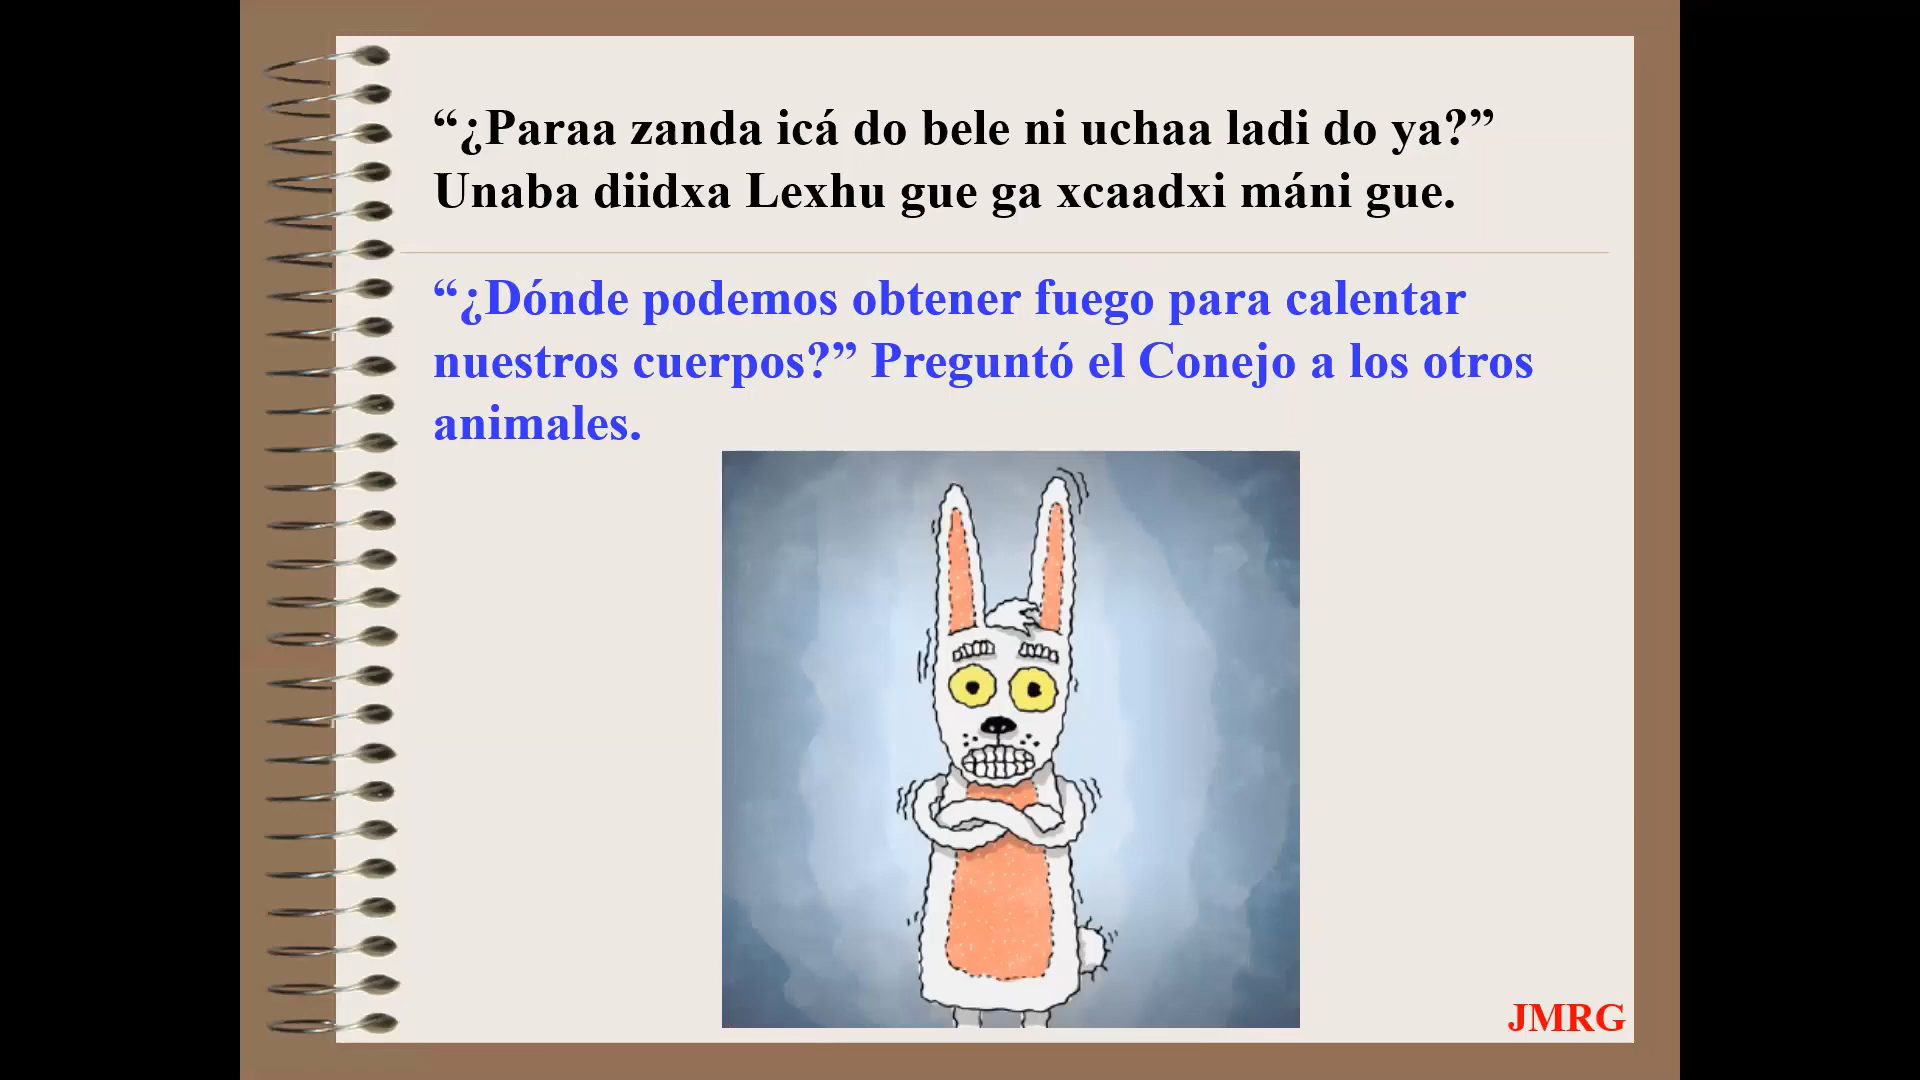 “¿Paraa zanda icá do bele ni uchaa ladi do ya?”
Unaba diidxa Lexhu gue ga xcaadxi máni gue.
“¿Dónde podemos obtener fuego para calentar
nuestros cuerpos?” Preguntó el Conejo a los otros
animales.
JMRG